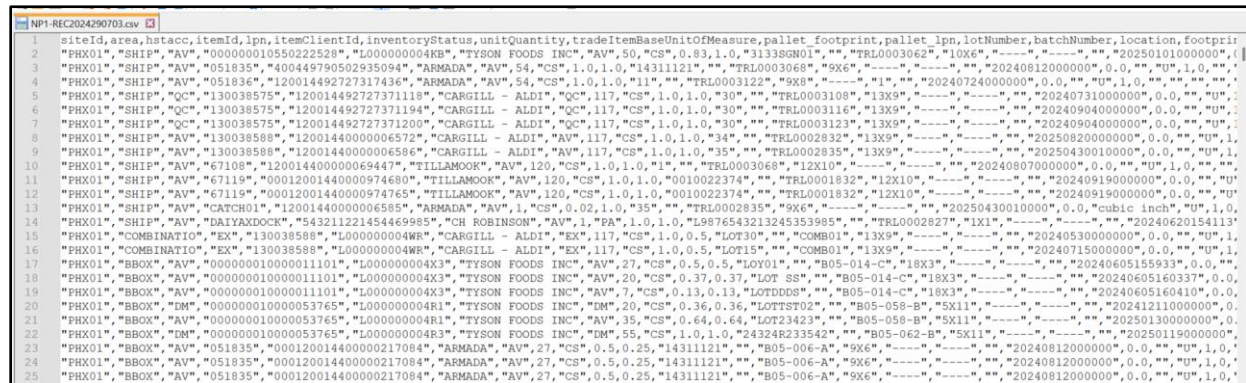 NP1-REC2024290703.csv
1 siteId,area,hstacc,itemId,lpn,itemClientId,inventoryStatus,unitQuantity,tradeItemBaseUnitOfMeasure,pallet_footprint,pallet_lpn,lotNumber,batchNumber,location,footprin
2 "PHX01","SHIP","AV","000000010550222528","L000000004KB","TYSON FOODS INC","AV",50,"CS",0.83,1.0,"3133SGN01","","TRL0003062","10X6","----","----","","20250101000000",0
3 "PHX01","SHIP","AV","051835","400449790502935094","ARMADA","AV",54,"CS",1.0,1.0,"14311121","","TRL0003068","9X6","----","----","","20240812000000",0.0,"","U",1,0,"",
4 "PHX01","SHIP","AV","051836","120014492727317436","ARMADA","AV",54,"CS",1.0,1.0,"11","","TRL0003122","9X8","----","1","","20240724000000",0.0,"","U",1,0,"",
5 "PHX01","SHIP","QC","130038575","120014492727371118","CARGILL - ALDI","QC",117,"CS",1.0,1.0,"30","","TRL0003108","13X9","----","----","","20240731000000",0.0,"","U",
6 "PHX01","SHIP","QC","130038575","120014492727371194","CARGILL - ALDI","QC",117,"CS",1.0,1.0,"30","","TRL0003116","13X9","----","----","","20240904000000",0.0,"","U",
7 "PHX01","SHIP","QC","130038575","120014492727371200","CARGILL - ALDI","QC",117,"CS",1.0,1.0,"30","","TRL0003123","13X9","----","----","","20240904000000",0.0,"","U",
8 "PHX01","SHIP","AV","130038588","12001440000006572","CARGILL - ALDI","AV",117,"CS",1.0,1.0,"34","","TRL0002832","13X9","----","----","","20250820000000",0.0,"","U",1
9 "PHX01","SHIP","AV","130038588","12001440000006586","CARGILL - ALDI","AV",117,"CS",1.0,1.0,"35","","TRL0002835","13X9","----","----","","20250430010000",0.0,"","U",1
10 "PHX01","SHIP","AV","67108","120014400000069447","TILLAMOOK","AV",120,"CS",1.0,1.0,"1","","TRL0003068","12X10","----","----","","20240807000000",0.0,"","U",1,0,"",
11 "PHX01","SHIP","AV","67119","00012001440000974680","TILLAMOOK","AV",120,"CS",1.0,1.0,"0010022374","","TRL0001832","12X10","----","----","","20240919000000",0.0,"","U"
12 "PHX01","SHIP","AV","67119","00012001440000974765","TILLAMOOK","AV",120,"CS",1.0,1.0,"0010022374","","TRL0001832","12X10","----","----","","20240919000000",0.0,"","U"
13 "PHX01","SHIP","AV","CATCH01","12001440000006585","ARMADA","AV",1,"CS",0.02,1.0,"35","","TRL0002835","9X6","----","----","","20250430010000",0.0,"cubic inch","U",1,0,
14 "PHX01","SHIP","AV","DAIYAXDOCK","543211221454469985","CH ROBINSON","AV",1,"PA",1.0,1.0,"L987654321324535 3985","","TRL0002827","1X1","----","----","","20240620154113"
15 "PHX01","COMBINATIO","EX","130038588","L000000004WR","CARGILL - ALDI","EX",117,"CS",1.0,0.5,"LOT30","","COMB01","13X9","----","----","","20240530000000",0.0,"","U",1
16 "PHX01","COMBINATIO","EX","130038588","L000000004WR","CARGILL - ALDI","EX",117,"CS",1.0,0.5,"LOT15","","COMB01","13X9","----","----","","20240715000000",0.0,"","U",1
17 "PHX01","BBOX","AV","000000010000011101","L000000004X3","TYSON FOODS INC","AV",27,"CS",0.5,0.5,"LOY01","","B05-014-C","18X3","----","----","","20240605155933",0.0,
18 "PHX01","BBOX","AV","000000010000011101","L000000004X3","TYSON FOODS INC","AV",20,"CS",0.37,0.37,"LOT SS","","B05-014-C","18X3","----","----","","20240605160337",0.0
19 "PHX01","BBOX","AV","000000010000011101","L000000004X3","TYSON FOODS INC","AV",7,"CS",0.13,0.13,"LOTDDDS","","B05-014-C","18X3","----","----","","20240605160410",0.0
20 "PHX01","BBOX","DM","000000010000053765","L000000004R1","TYSON FOODS INC","DM",20,"CS",0.36,0.36,"LOTTST02","","B05-058-B","5X11","----","----","","20241211000000",0
21 "PHX01","BBOX","AV","000000010000053765","L000000004R1","TYSON FOODS INC","AV",35,"CS",0.64,0.64,"LOT23423","","B05-058-B","5X11","----","----","","20250130000000",0
22 "PHX01","BBOX","DM","000000010000053765","L000000004R3","TYSON FOODS INC","DM",55,"CS",1.0,1.0,"24324R233542","","B05-062-B","5X11","----","----","","20250119000000"
23 "PHX01","BBOX","AV","051835","00012001440000217084","ARMADA","AV",27,"CS",0.5,0.25,"14311121","","B05-006-A","9X6","----","----","","20240812000000",0.0,"","U",1,0,
24 "PHX01","BBOX","AV","051835","00012001440000217084","ARMADA","AV",27,"CS",0.5,0.25,"14311121","","B05-006-A","9X6","----","----","","20240812000000",0.0,"","U",1,0,
25 "PHX01","BBOX","AV","051835","00012001440000217084","ARMADA","AV",27,"CS",0.5,0.25,"14311121","","B05-006-A","9X6","----","----","","20240812000000",0.0,"","U",1,0,